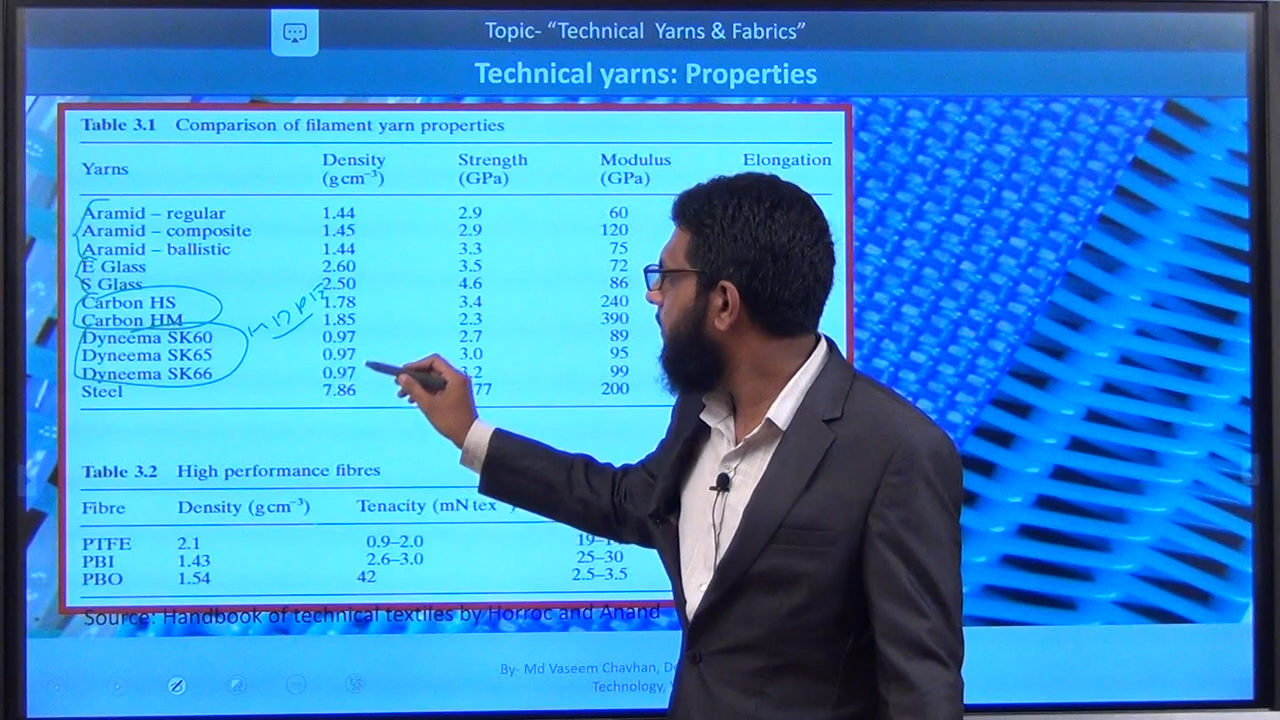 Topic- “Technical Yarns & Fabrics”
Technical yarns: Properties
Table 3.1 Comparison of filament yarn properties
Yarns Density (g cm⁻³) Strength (GPa) Modulus (GPa) Elongation
Aramid – regular 1.44 2.9 60
Aramid – composite 1.45 2.9 120
Aramid – ballistic 1.44 3.3 75
E Glass 2.60 3.5 72
S Glass 2.50 4.6 86
Carbon HS 1.78 3.4 240
Carbon HM 1.85 2.3 390
Dyneema SK60 0.97 2.7 89
Dyneema SK65 0.97 3.0 95
Dyneema SK66 0.97 3.2 99
Steel 7.86 77 200
Table 3.2 High performance fibres
Fibre Density (g cm⁻³) Tenacity (mN tex
PTFE 2.1 0.9–2.0
PBI 1.43 2.6–3.0 25–30
PBO 1.54 42 2.5–3.5
Source: Handbook of technical textiles by Horroc and Anand
By- Md Vaseem Chavhan,
Technology,